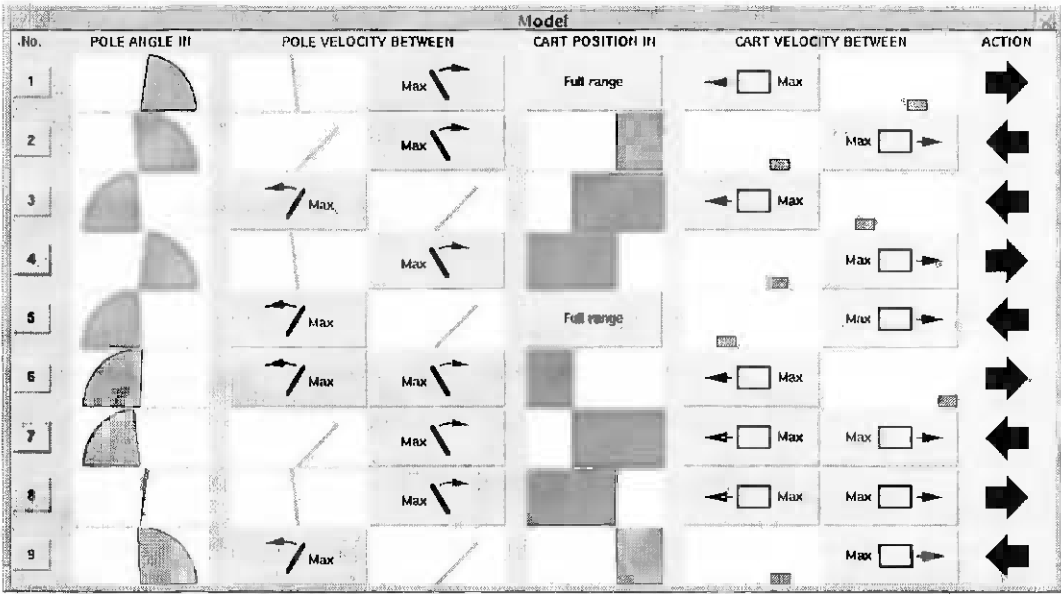 Model
No. POLE ANGLE IN POLE VELOCITY BETWEEN CART POSITION IN CART VELOCITY BETWEEN ACTION
1 Max Full range Max
2 Max Max
3 Max Max
4 Max Max
5 Max Full range Max
6 Max Max Max
7 Max Max Max
8 Max Max Max
9 Max Max